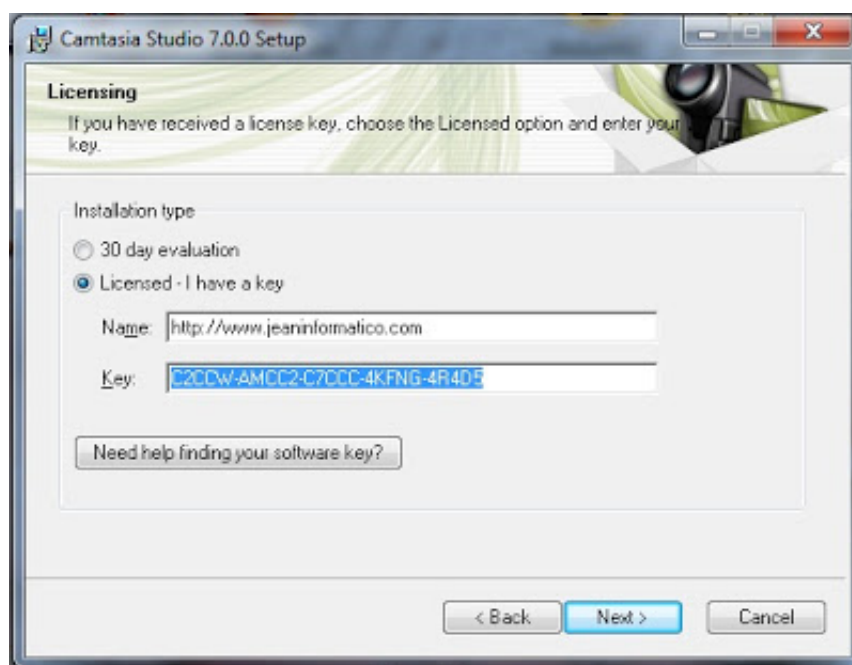 Camtasia Studio 7.0.0 Setup
Licensing
If you have received a license key, choose the Licensed option and enter your
key.
Installation type
30 day evaluation
Licensed - I have a key
Name: http://www.jeaninformatico.com
Key: C2CCW-AMCC2-C7CCC-4KFNG-4R4D5
Need help finding your software key?
< Back Next > Cancel